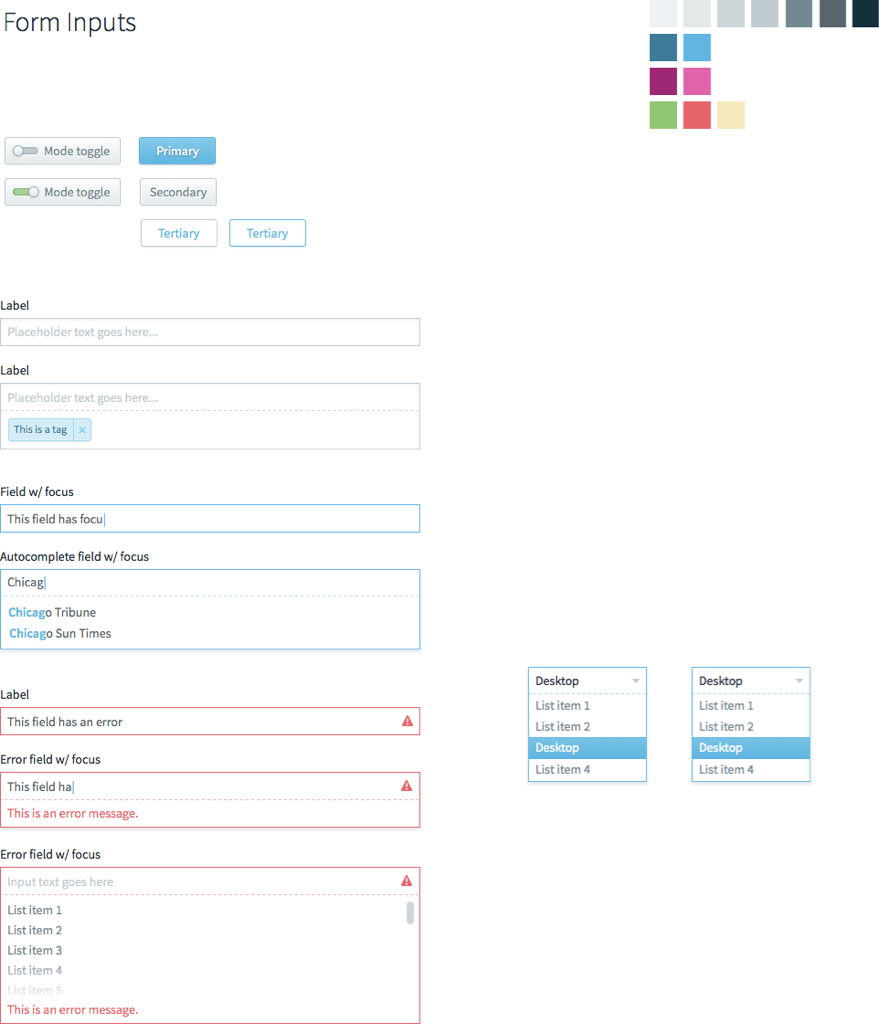 Form Inputs
Mode toggle
Primary
Mode toggle
Secondary
Tertiary
Tertiary
Label
Placeholder text goes here...
Label
Placeholder text goes here...
This is a tag ×
Field w/ focus
This field has focu
Autocomplete field w/ focus
Chicag
Chicago Tribune
Chicago Sun Times
Label
This field has an error
Error field w/ focus
This field ha
This is an error message.
Error field w/ focus
Input text goes here
List item 1
List item 2
List item 3
List item 4
List item 5
This is an error message.
Desktop
List item 1
List item 2
Desktop
List item 4
Desktop
List item 1
List item 2
Desktop
List item 4